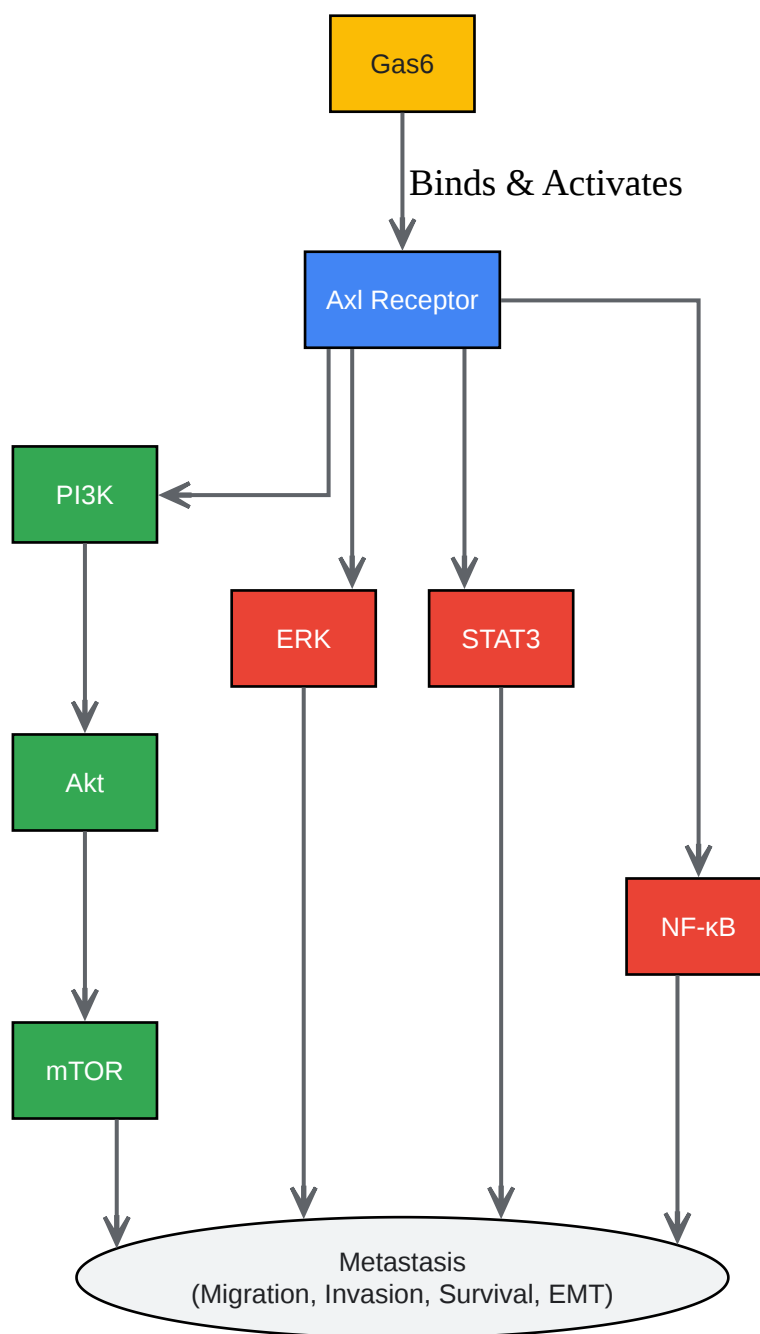 Gas6
Binds & Activates
Axl Receptor
PI3K
ERK
STAT3
Akt
NF-κB
mTOR
Metastasis
(Migration, Invasion, Survival, EMT)